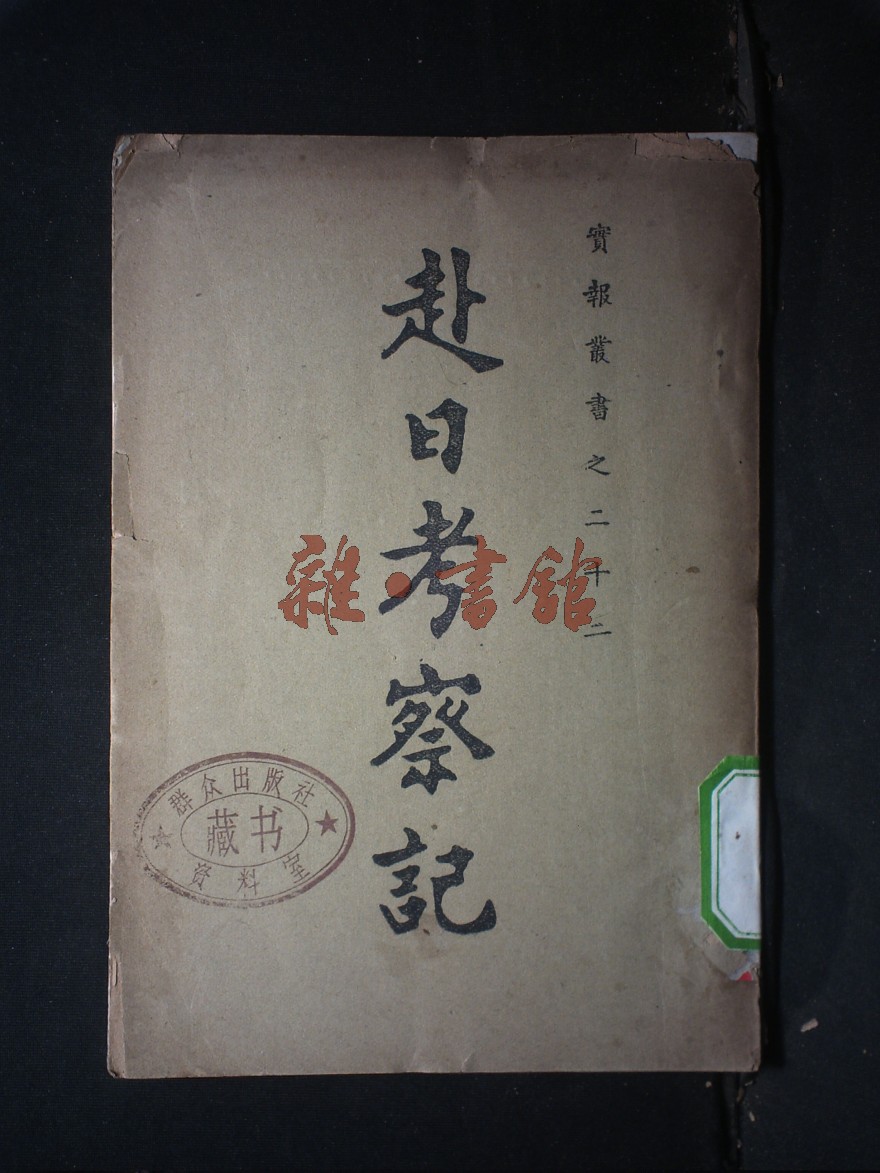 實報叢書之二十二
赴日考察記
雜·書館
群众出版社
藏书
资料室